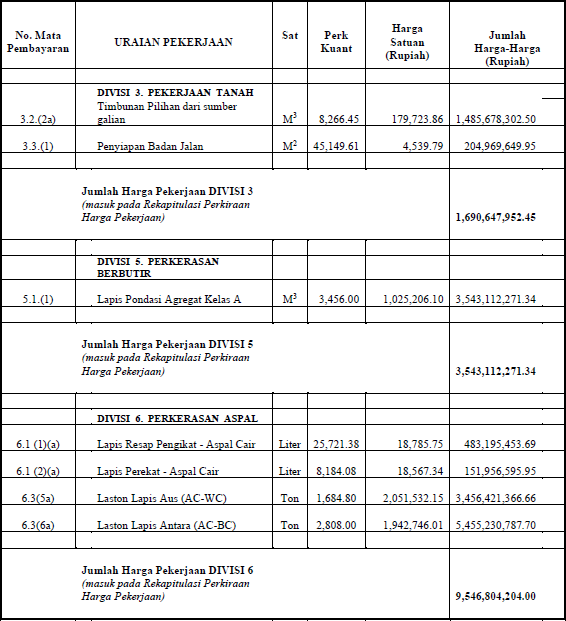 No. Mata Pembayaran URAIAN PEKERJAAN Sat Perk Kuant Harga Satuan (Rupiah) Jumlah Harga-Harga (Rupiah)
DIVISI 3. PEKERJAAN TANAH
3.2.(2a) Timbunan Pilihan dari sumber galian M3 8,266.45 179,723.86 1,485,678,302.50
3.3.(1) Penyiapan Badan Jalan M2 45,149.61 4,539.79 204,969,649.95
Jumlah Harga Pekerjaan DIVISI 3
(masuk pada Rekapitulasi Perkiraan
Harga Pekerjaan) 1,690,647,952.45
DIVISI 5. PERKERASAN
BERBUTIR
5.1.(1) Lapis Pondasi Agregat Kelas A M3 3,456.00 1,025,206.10 3,543,112,271.34
Jumlah Harga Pekerjaan DIVISI 5
(masuk pada Rekapitulasi Perkiraan
Harga Pekerjaan) 3,543,112,271.34
DIVISI 6. PERKERASAN ASPAL
6.1 (1)(a) Lapis Resap Pengikat - Aspal Cair Liter 25,721.38 18,785.75 483,195,453.69
6.1 (2)(a) Lapis Perekat - Aspal Cair Liter 8,184.08 18,567.34 151,956,595.95
6.3(5a) Laston Lapis Aus (AC-WC) Ton 1,684.80 2,051,532.15 3,456,421,366.66
6.3(6a) Laston Lapis Antara (AC-BC) Ton 2,808.00 1,942,746.01 5,455,230,787.70
Jumlah Harga Pekerjaan DIVISI 6
(masuk pada Rekapitulasi Perkiraan
Harga Pekerjaan) 9,546,804,204.00